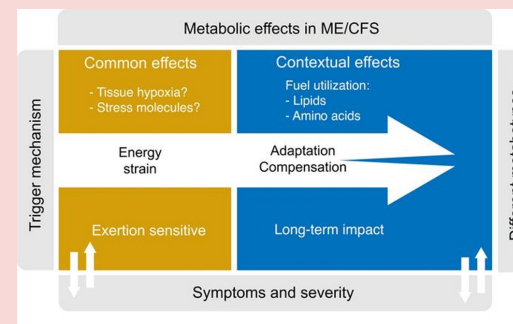 Metabolic effects in ME/CFS
Trigger mechanism
Common effects
- Tissue hypoxia?
- Stress molecules?
Contextual effects
Fuel utilization:
- Lipids
- Amino acids
Energy
strain
Adaptation
Compensation
Exertion sensitive
Long-term impact
Symptoms and severity